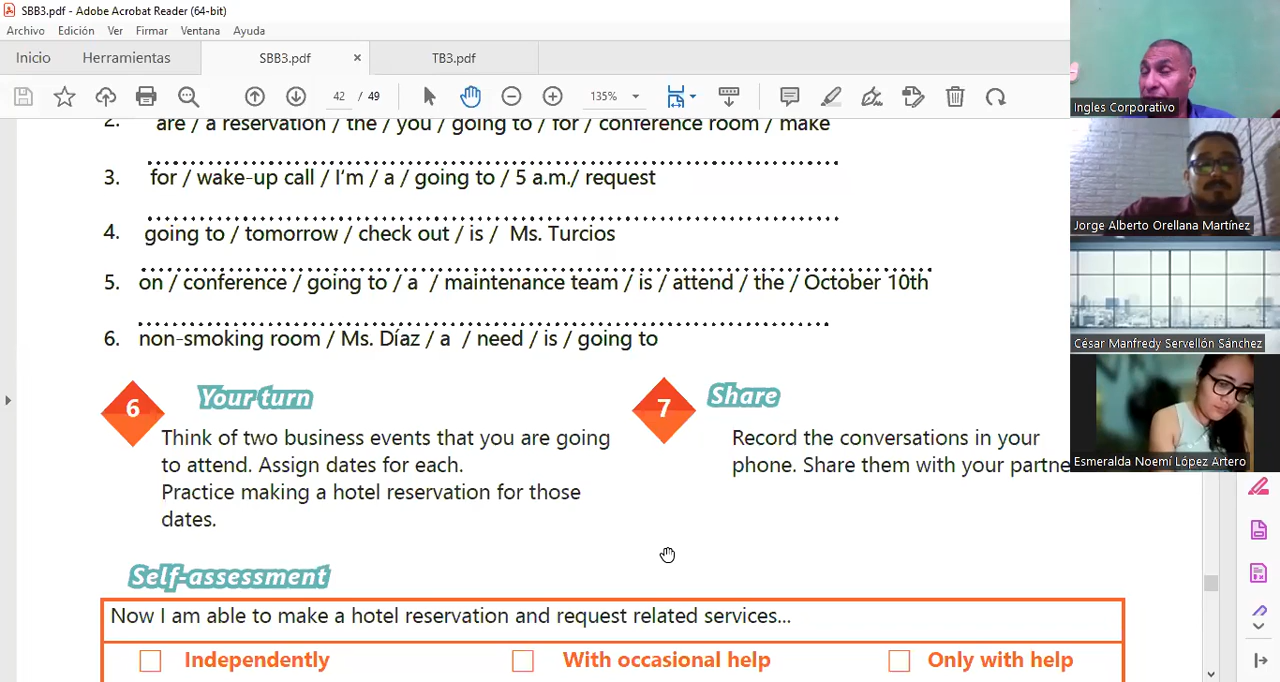 SBB3.pdf - Adobe Acrobat Reader (64-bit)
Archivo Edición Ver Firmar Ventana Ayuda
Inicio Herramientas SBB3.pdf × TB3.pdf
42 / 49 135%
2. are / a reservation / the / you / going to / for / conference room / make
3. for / wake-up call / I'm / a / going to / 5 a.m./ request
4. going to / tomorrow / check out / is / Ms. Turcios
5. on / conference / going to / a / maintenance team / is / attend / the / October 10th
6. non-smoking room / Ms. Díaz / a / need / is / going to
6 Your turn
Think of two business events that you are going
to attend. Assign dates for each.
Practice making a hotel reservation for those
dates.
7 Share
Record the conversations in your
phone. Share them with your partne
Self-assessment
Now I am able to make a hotel reservation and request related services...
Independently With occasional help Only with help
Ingles Corporativo
Jorge Alberto Orellana Martínez
César Manfredy Servellón Sánchez
Esmeralda Noemí López Artero